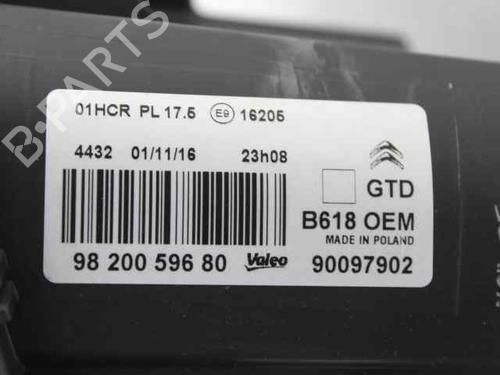 01HCR PL 17.5 E9 16205
4432 01/11/16 23h08
GTD
B618 OEM
MADE IN POLAND
98 200 596 80 Valeo 90097902
B-PARTS